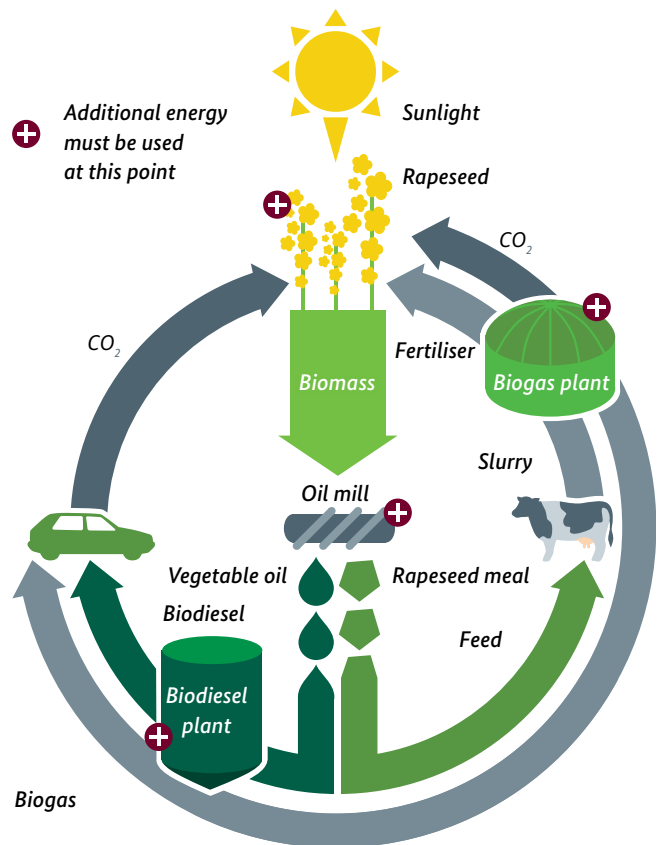 Additional energy
must be used
at this point
Sunlight
Rapeseed
CO₂
CO₂
Fertiliser
Biogas plant
Biomass
Slurry
Oil mill
Vegetable oil
Rapeseed meal
Biodiesel
Feed
Biodiesel
plant
Biogas